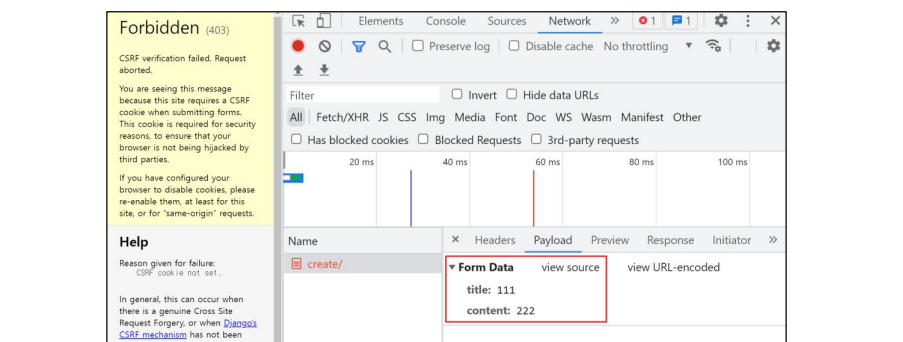 Forbidden (403)
CSRF verification failed. Request
aborted.
You are seeing this message
because this site requires a CSRF
cookie when submitting forms.
This cookie is required for security
reasons, to ensure that your
browser is not being hijacked by
third parties.
If you have configured your
browser to disable cookies, please
re-enable them, at least for this
site, or for "same-origin" requests.
Help
Reason given for failure:
CSRF cookie not set.
In general, this can occur when
there is a genuine Cross Site
Request Forgery, or when Django's
CSRF mechanism has not been
Elements Console Sources Network » 1 1
Preserve log Disable cache No throttling
Filter Invert Hide data URLs
All Fetch/XHR JS CSS Img Media Font Doc WS Wasm Manifest Other
Has blocked cookies Blocked Requests 3rd-party requests
20 ms 40 ms 60 ms 80 ms 100 ms
Name × Headers Payload Preview Response Initiator »
create/
Form Data view source view URL-encoded
title: 111
content: 222